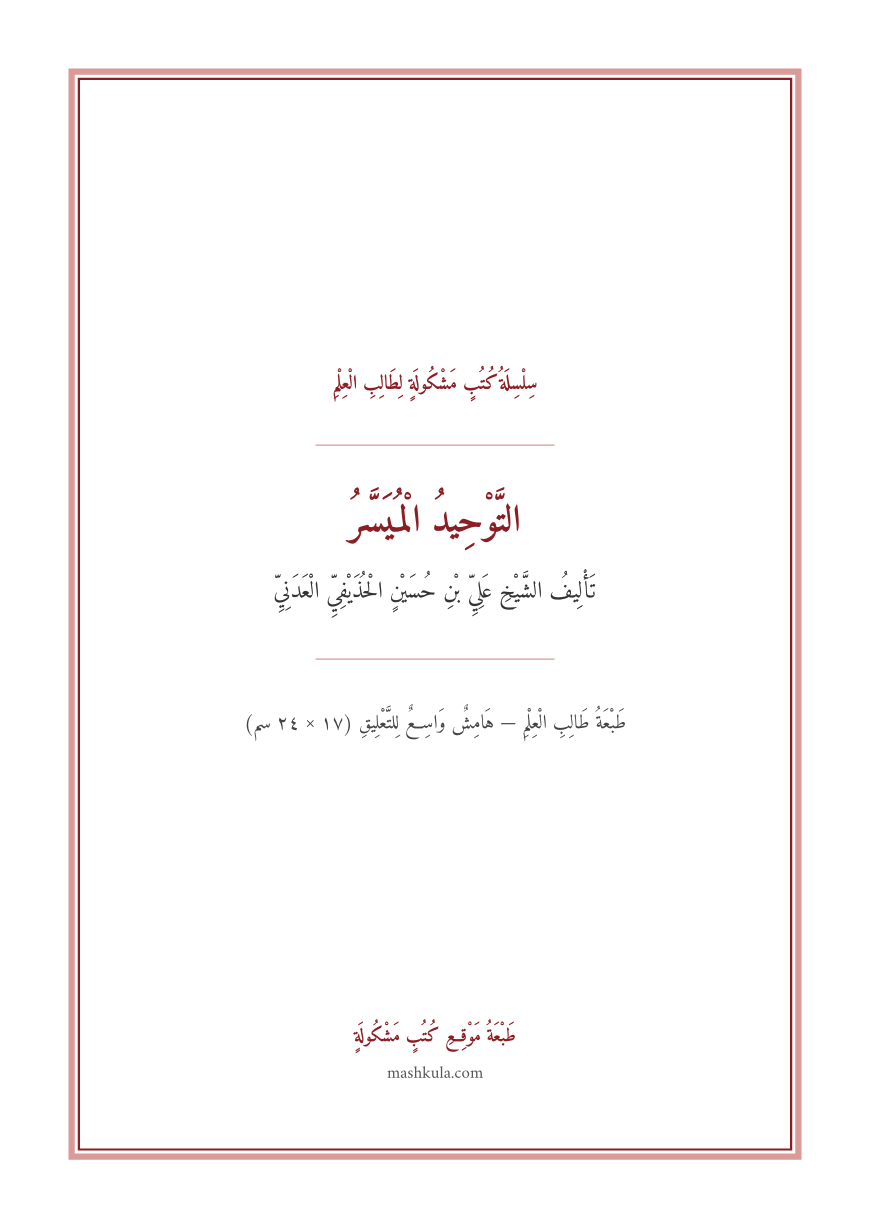 سِلْسِلَةُ كُتُبٍ مَشْكُولَةٍ لِطَالِبِ الْعِلْمِ
التَّوْحِيدُ الْمُيَسَّرُ
تَأْلِيفُ الشَّيْخِ عَلِيِّ بْنِ حُسَيْنٍ الْحُذَيْفِيِّ الْعَدَنِيِّ
طَبْعَةُ طَالِبِ الْعِلْمِ — هَامِشٌ وَاسِعٌ لِلتَّعْلِيقِ (١٧ × ٢٤ سم)
طَبْعَةُ مَوْقِعِ كُتُبٍ مَشْكُولَةٍ
mashkula.com